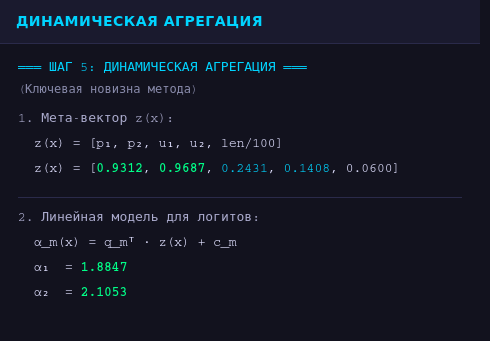 ДИНАМИЧЕСКАЯ АГРЕГАЦИЯ
═══ ШАГ 5: ДИНАМИЧЕСКАЯ АГРЕГАЦИЯ ═══
(Ключевая новизна метода)
1. Мета-вектор z(x):
z(x) = [p₁, p₂, u₁, u₂, len/100]
z(x) = [0.9312, 0.9687, 0.2431, 0.1408, 0.0600]
2. Линейная модель для логитов:
α_m(x) = q_mᵀ · z(x) + c_m
α₁ = 1.8847
α₂ = 2.1053